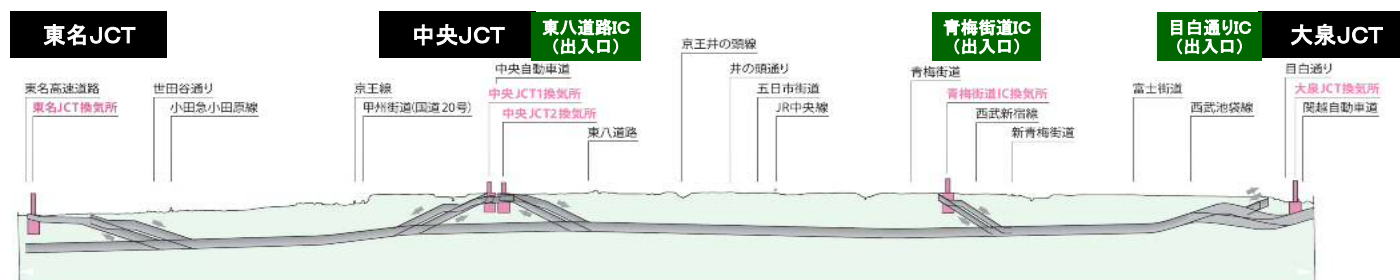 東名JCT
中央JCT
東八道路IC
(出入口)
青梅街道IC
(出入口)
目白通りIC
(出入口)
大泉JCT
東名高速道路
東名JCT換気所
世田谷通り
小田急小田原線
京王線
甲州街道(国道20号)
中央自動車道
中央JCT1換気所
中央JCT2換気所
東八道路
京王井の頭線
井の頭通り
五日市街道
JR中央線
青梅街道
青梅街道IC換気所
西武新宿線
新青梅街道
富士街道
西武池袋線
目白通り
大泉JCT換気所
関越自動車道